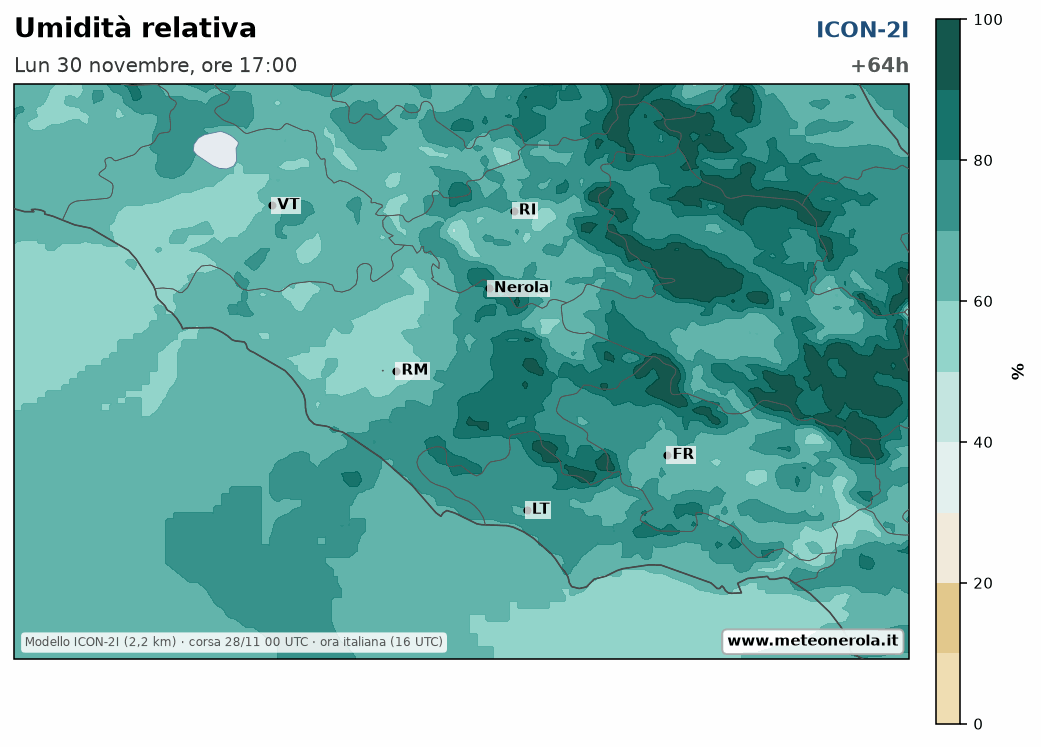 Umidità relativa
ICON-2I
Lun 30 novembre, ore 17:00
+64h
100
80
60
40
20
0
%
VT
RI
Nerola
RM
FR
LT
Modello ICON-2I (2,2 km) · corsa 28/11 00 UTC · ora italiana (16 UTC)
www.meteonerola.it